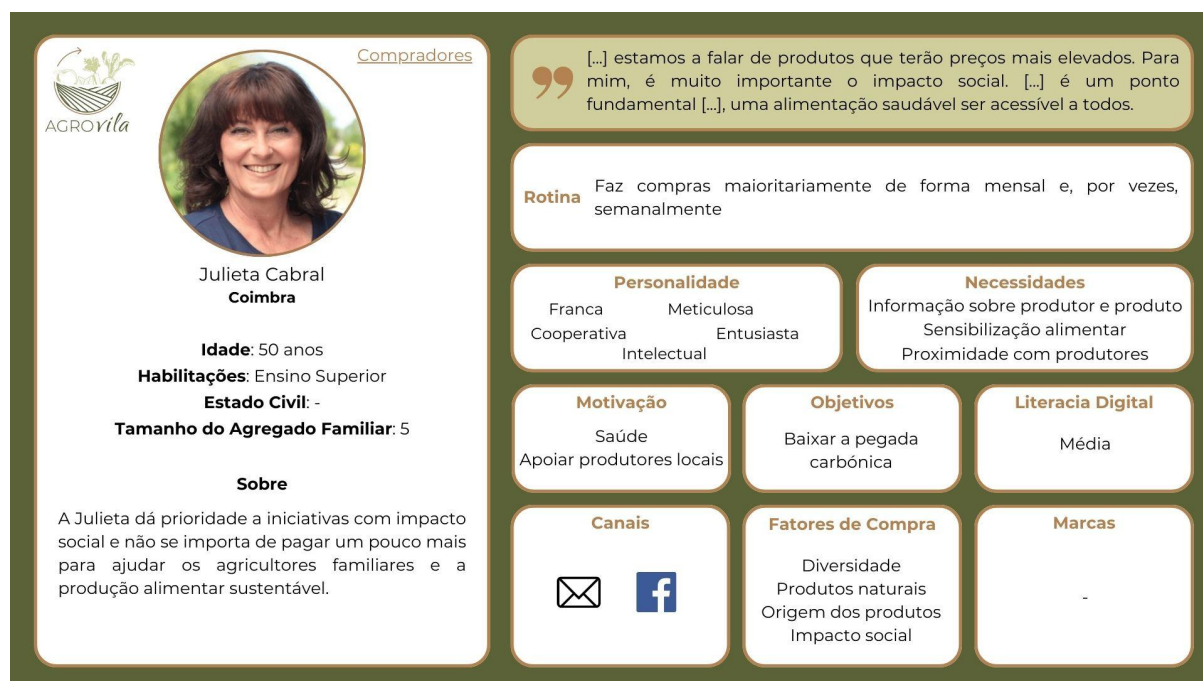 Compradores
AGROvila
Julieta Cabral
Coimbra
Idade: 50 anos
Habilitações: Ensino Superior
Estado Civil: -
Tamanho do Agregado Familiar: 5
Sobre
A Julieta dá prioridade a iniciativas com impacto
social e não se importa de pagar um pouco mais
para ajudar os agricultores familiares e a
produção alimentar sustentável.
[...] estamos a falar de produtos que terão preços mais elevados. Para
mim, é muito importante o impacto social. [...] é um ponto
fundamental [...], uma alimentação saudável ser acessível a todos.
Rotina
Faz compras maioritariamente de forma mensal e, por vezes,
semanalmente
Personalidade
Franca Meticulosa
Cooperativa Entusiasta
Intelectual
Necessidades
Informação sobre produtor e produto
Sensibilização alimentar
Proximidade com produtores
Motivação
Saúde
Apoiar produtores locais
Objetivos
Baixar a pegada
carbónica
Literacia Digital
Média
Canais
Fatores de Compra
Diversidade
Produtos naturais
Origem dos produtos
Impacto social
Marcas
-